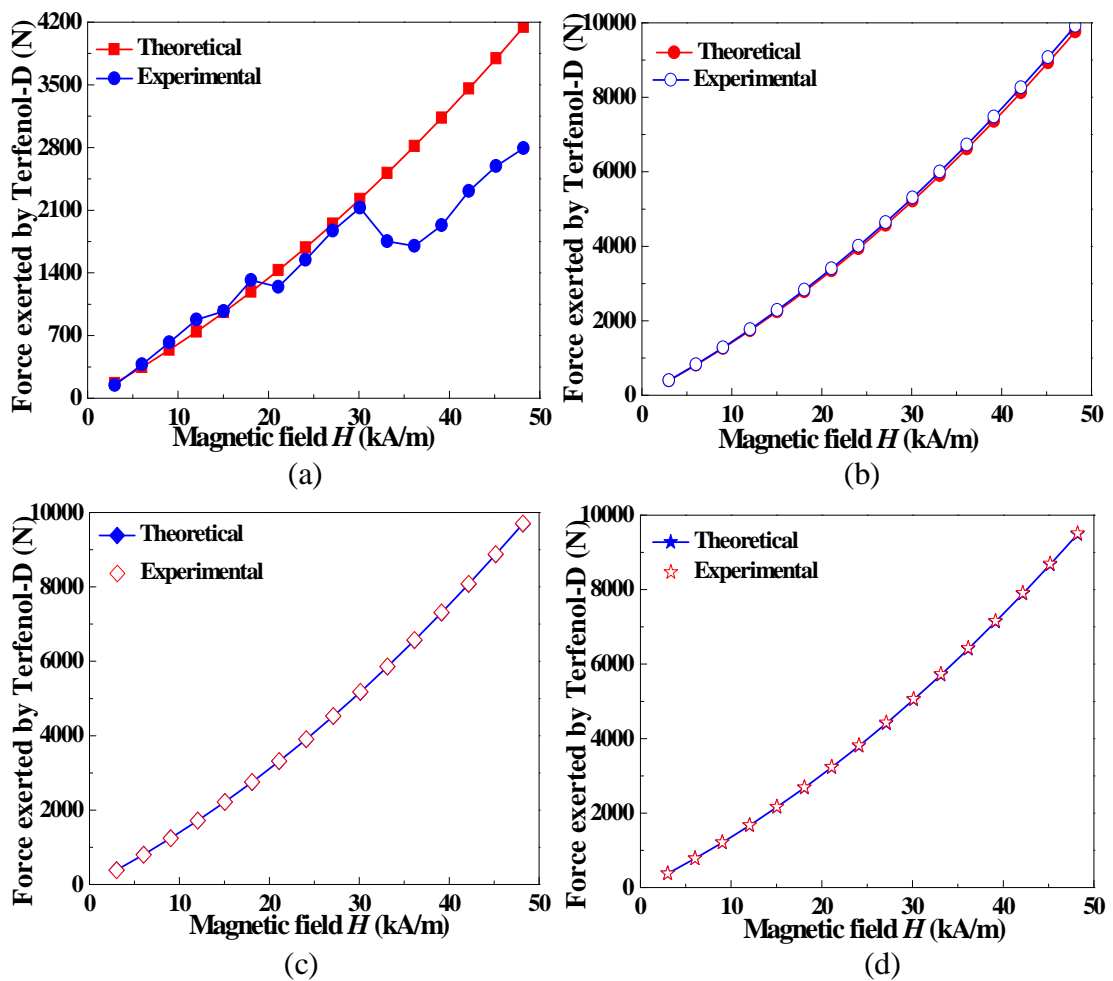 4200
3500
2800
2100
1400
700
0
Force exerted by Terfenol-D (N)
Theoretical
Experimental
0 10 20 30 40 50
Magnetic field H (kA/m)
(a)
10000
8000
6000
4000
2000
0
Force exerted by Terfenol-D (N)
Theoretical
Experimental
0 10 20 30 40 50
Magnetic field H (kA/m)
(b)
10000
8000
6000
4000
2000
0
Force exerted by Terfenol-D (N)
Theoretical
Experimental
0 10 20 30 40 50
Magnetic field H (kA/m)
(c)
10000
8000
6000
4000
2000
0
Force exerted by Terfenol-D (N)
Theoretical
Experimental
0 10 20 30 40 50
Magnetic field H (kA/m)
(d)